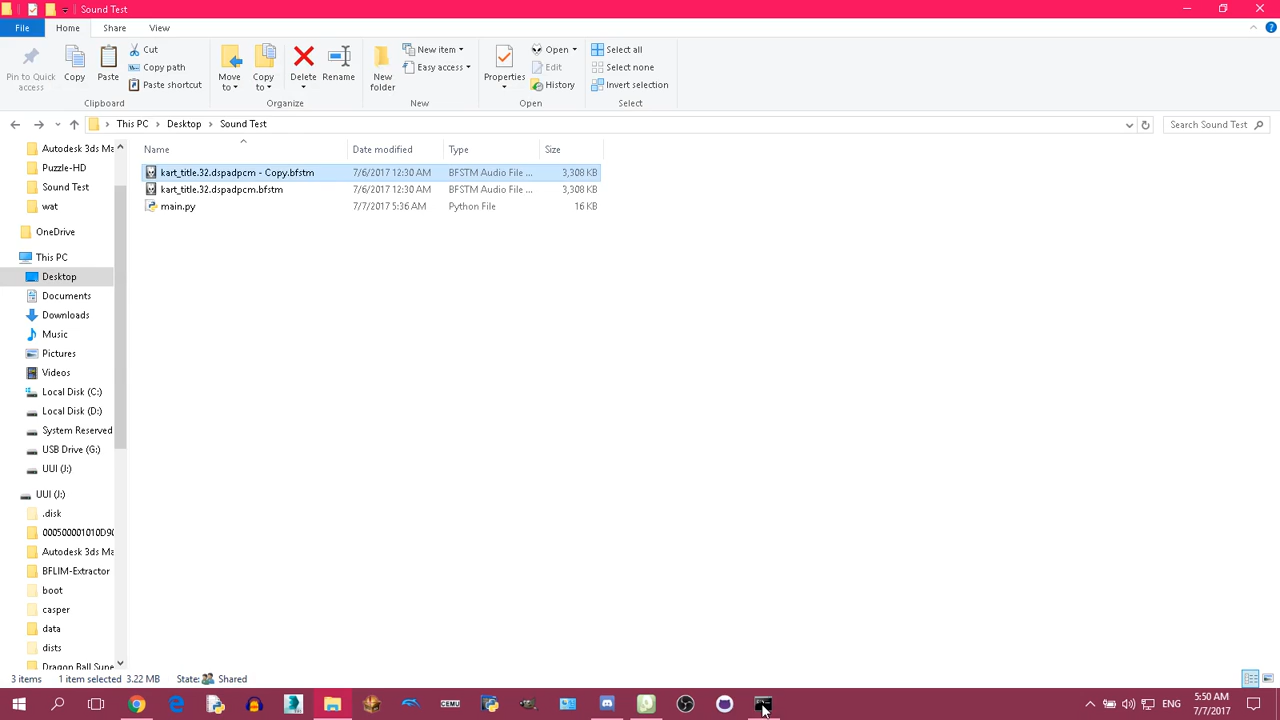 Sound Test
File Home Share View
Pin to Quick access
Copy
Paste
Cut
Copy path
Paste shortcut
Clipboard
Move to
Copy to
Delete
Rename
Organize
New folder
New item
Easy access
New
Properties
Open
Edit
History
Open
Select all
Select none
Invert selection
Select
This PC Desktop Sound Test
Search Sound Test
Name Date modified Type Size
kart_title.32.dspadpcm - Copy.bfstm 7/6/2017 12:30 AM BFSTM Audio File ... 3,308 KB
kart_title.32.dspadpcm.bfstm 7/6/2017 12:30 AM BFSTM Audio File ... 3,308 KB
main.py 7/7/2017 5:36 AM Python File 16 KB
Autodesk 3ds Ma
Puzzle-HD
Sound Test
wat
OneDrive
This PC
Desktop
Documents
Downloads
Music
Pictures
Videos
Local Disk (C:)
Local Disk (D:)
System Reserved
USB Drive (G:)
UUI (J:)
UUI (J:)
.disk
000500001010D90
Autodesk 3ds Ma
BFLIM-Extractor
boot
casper
data
dists
Dragon Ball Supe
3 items 1 item selected 3.22 MB State: Shared
CEMU
ENG
5:50 AM
7/7/2017